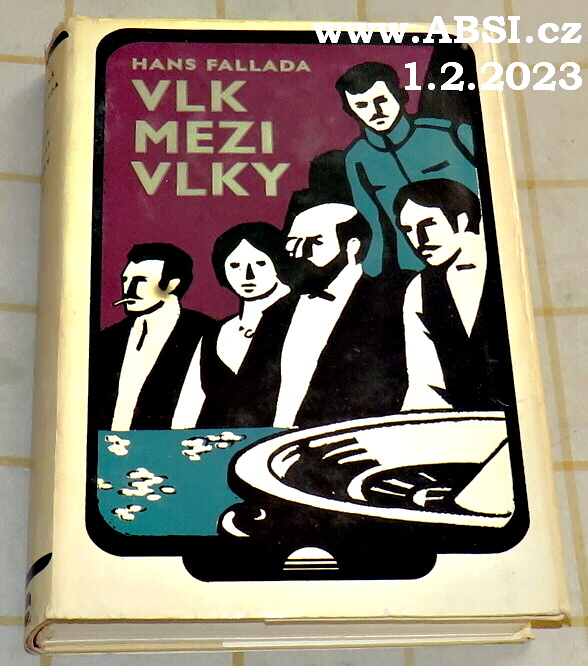 www.ABSI.cz
1.2.2023
HANS FALLADA
VLK
MEZI
VLKY